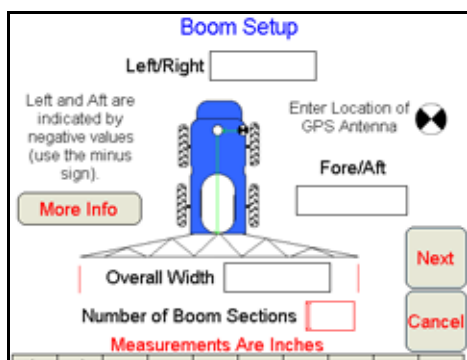 Boom Setup
Left/Right
Left and Aft are
indicated by
negative values
(use the minus
sign).
Enter Location of
GPS Antenna
Fore/Aft
More Info
Overall Width
Next
Number of Boom Sections
Cancel
Measurements Are Inches